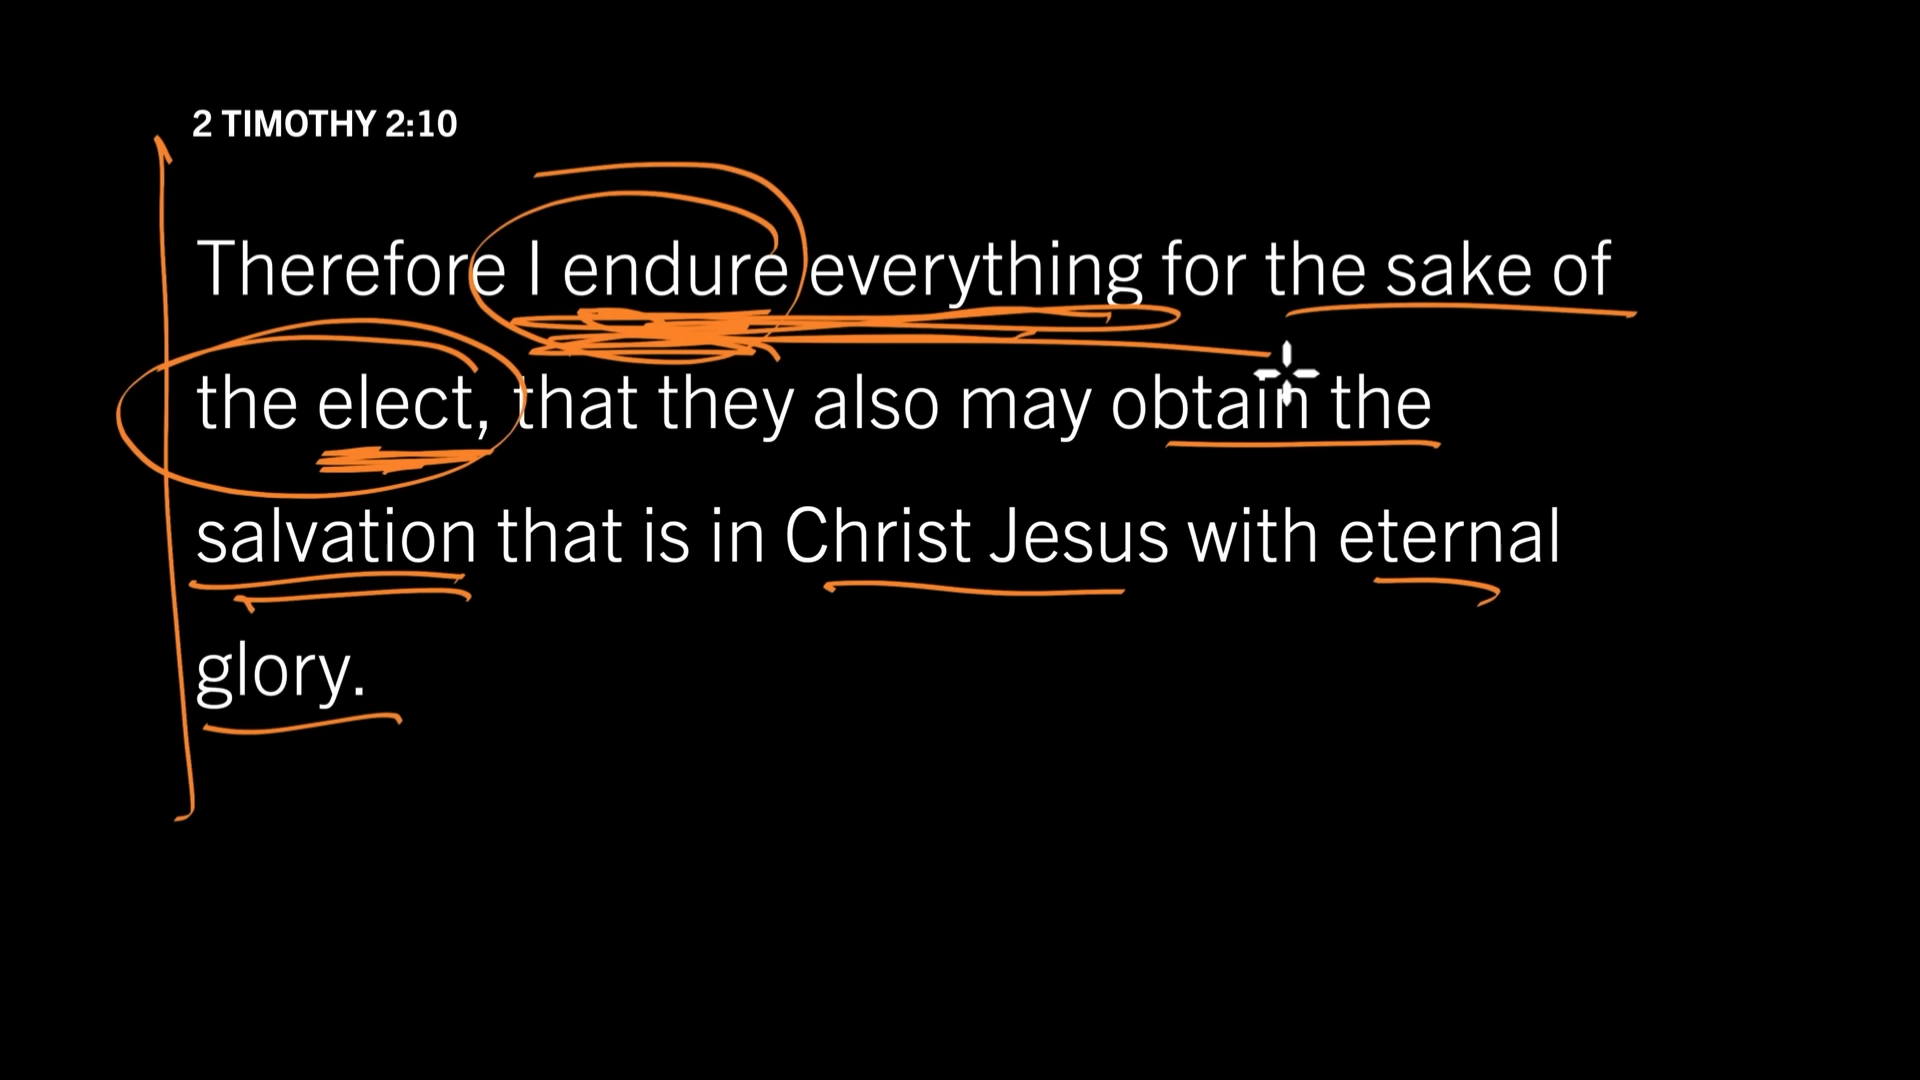 2 TIMOTHY 2:10
Therefore I endure everything for the sake of
the elect, that they also may obtain the
salvation that is in Christ Jesus with eternal
glory.